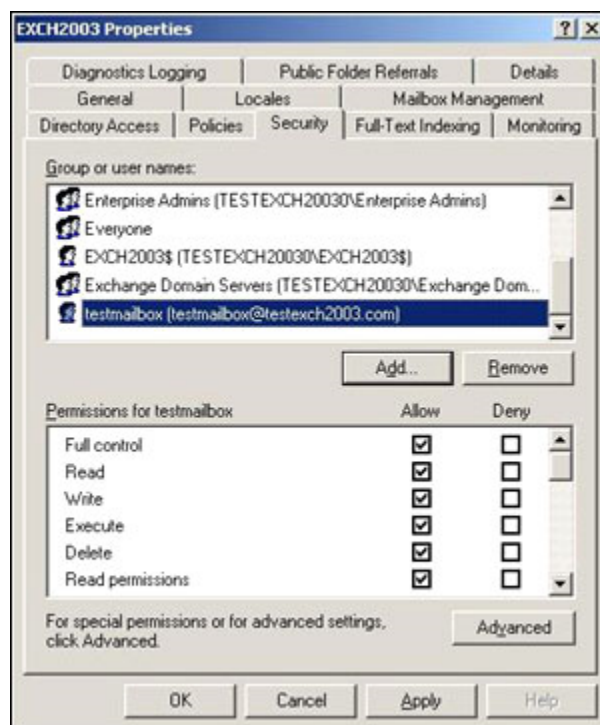 EXCH2003 Properties
Diagnostics Logging Public Folder Referrals Details
General Locales Mailbox Management
Directory Access Policies Security Full-Text Indexing Monitoring
Group or user names:
Enterprise Admins (TESTEXCH20030\Enterprise Admins)
Everyone
EXCH2003$ (TESTEXCH20030\EXCH2003$)
Exchange Domain Servers (TESTEXCH20030\Exchange Dom...
testmailbox (testmailbox@testexch2003.com)
Add... Remove
Permissions for testmailbox Allow Deny
Full control
Read
Write
Execute
Delete
Read permissions
For special permissions or for advanced settings,
click Advanced.
Advanced
OK Cancel Apply Help